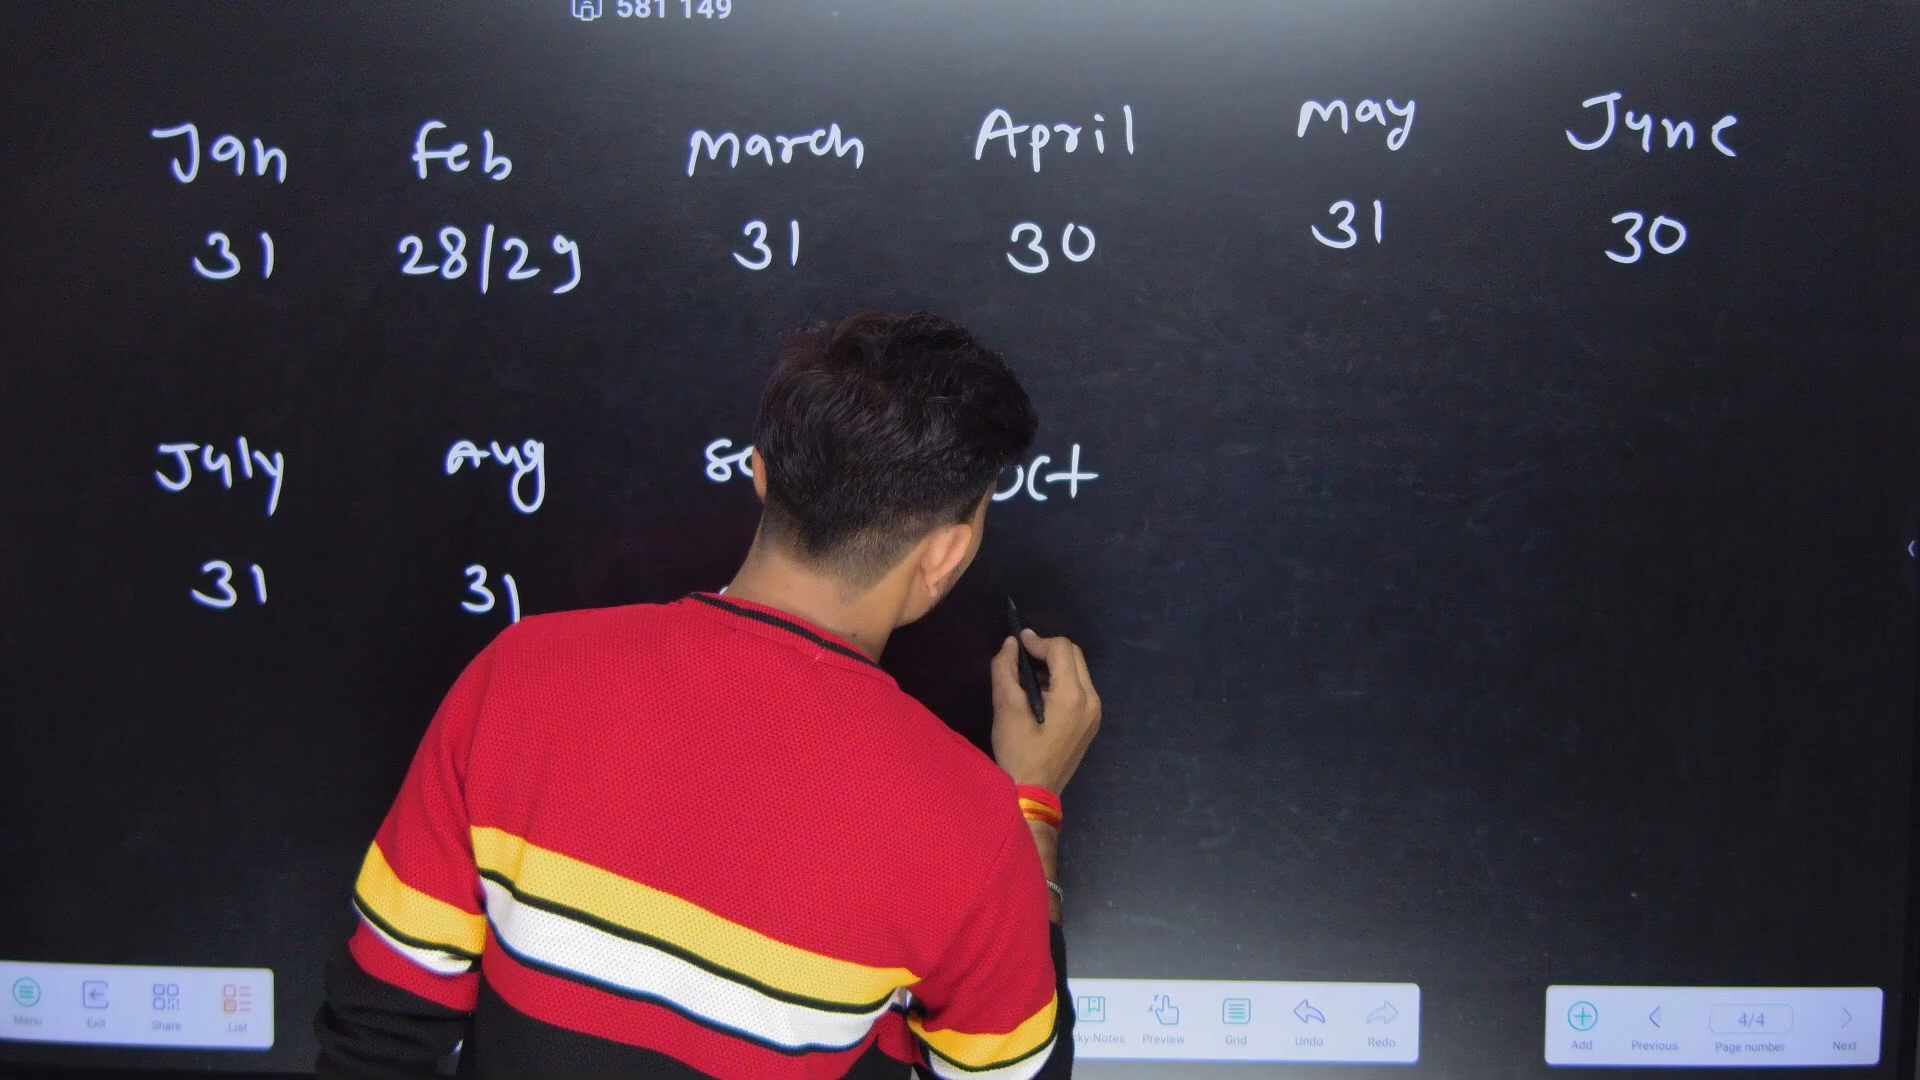 581 149
Jan Feb March April May June
31 28/29 31 30 31 30
July Aug Oct
31 31
Menu Exit Share List Preview Grid Undo Redo Add Previous 4/4 Page number Next